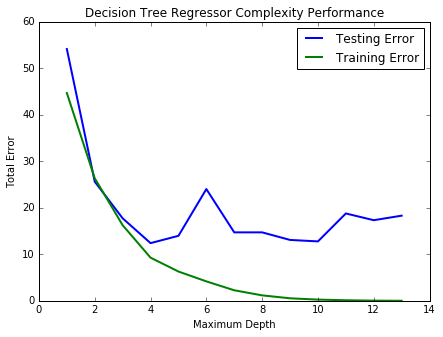 Decision Tree Regressor Complexity Performance
Testing Error
Training Error
Total Error
60
50
40
30
20
10
0
0 2 4 6 8 10 12 14
Maximum Depth